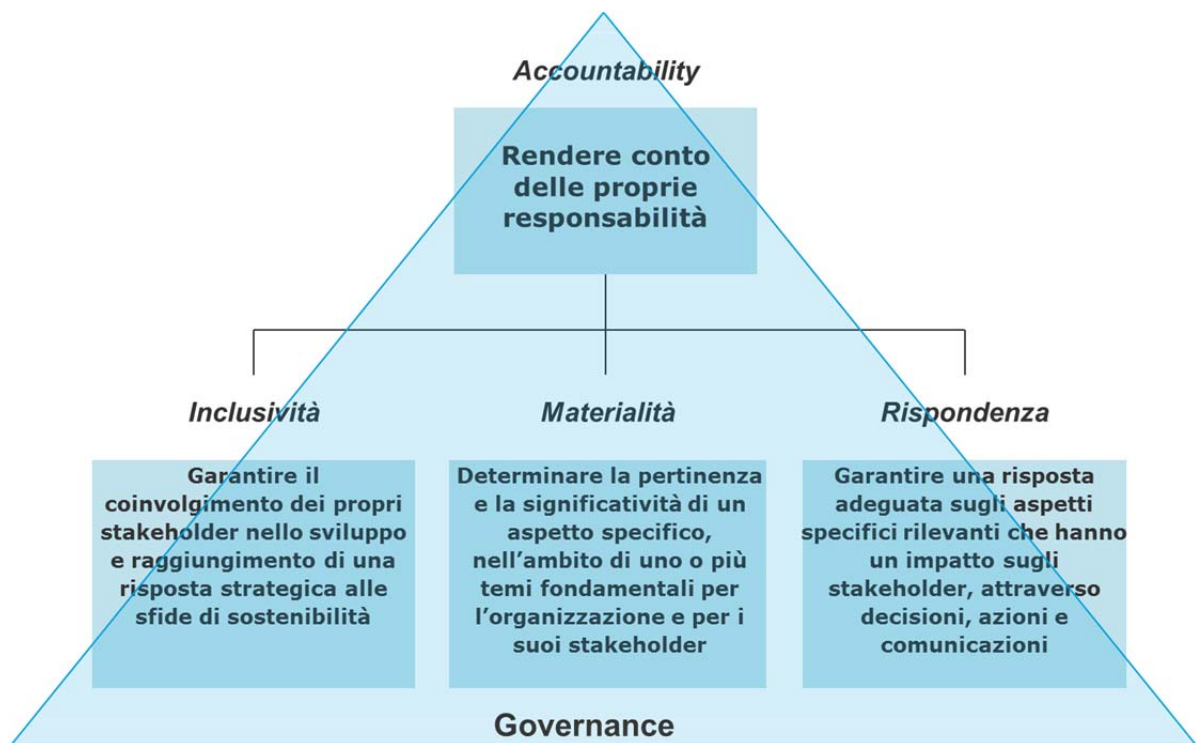 Accountability
Rendere conto
delle proprie
responsabilità
Inclusività
Materialità
Rispondenza
Garantire il
coinvolgimento dei propri
stakeholder nello sviluppo
e raggiungimento di una
risposta strategica alle
sfide di sostenibilità
Determinare la pertinenza
e la significatività di un
aspetto specifico,
nell’ambito di uno o più
temi fondamentali per
l’organizzazione e per i
suoi stakeholder
Garantire una risposta
adeguata sugli aspetti
specifici rilevanti che hanno
un impatto sugli
stakeholder, attraverso
decisioni, azioni e
comunicazioni
Governance